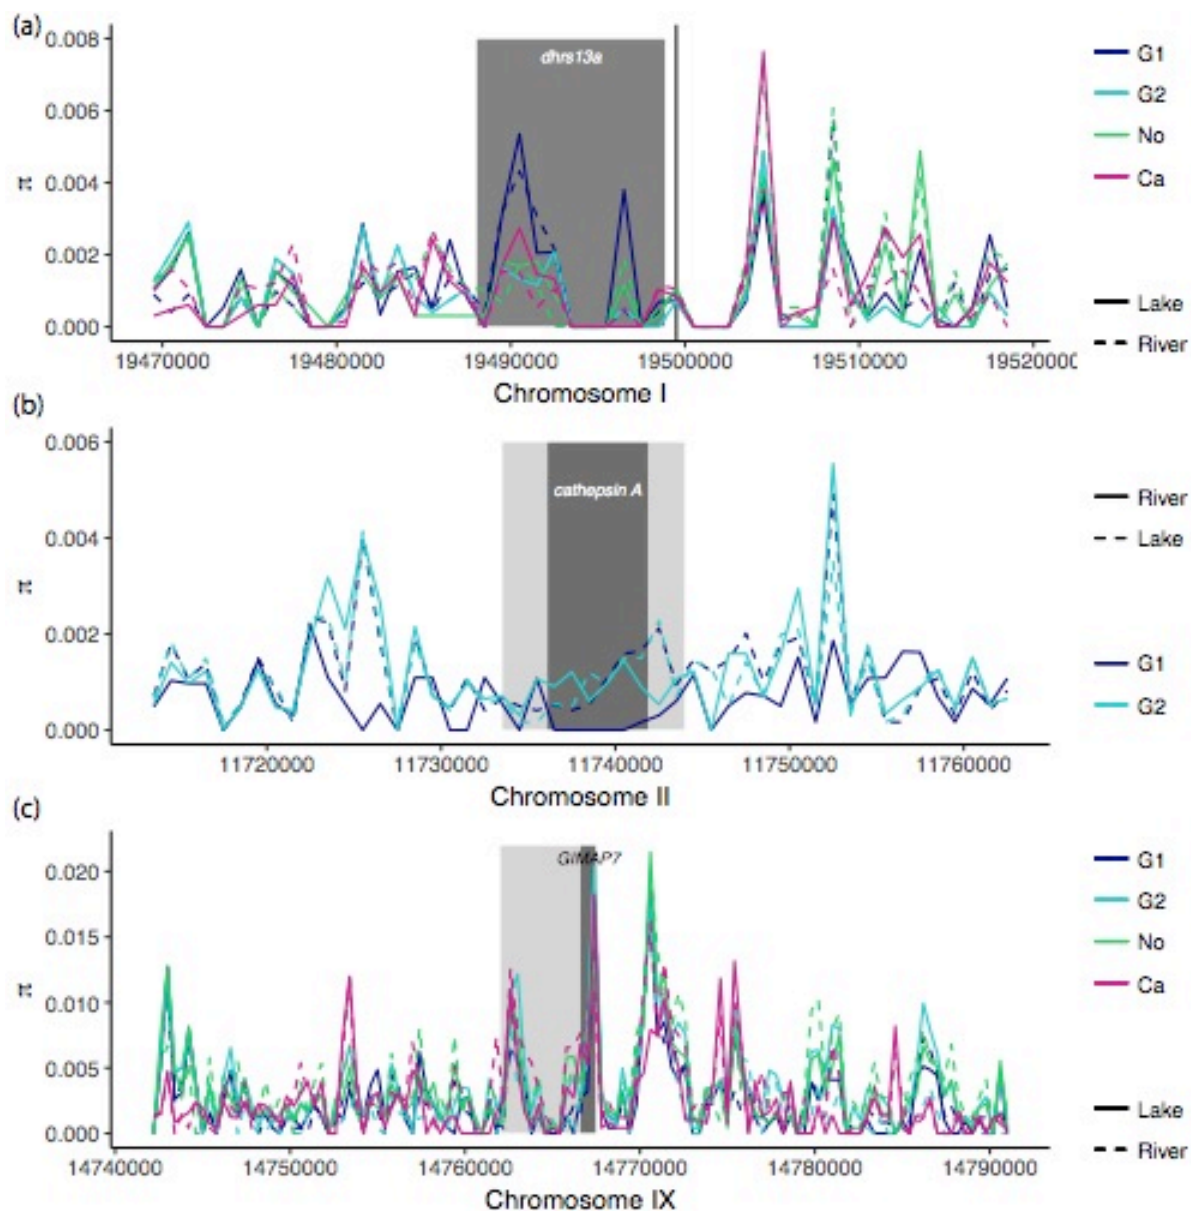 (a)
0.008
0.006
0.004
0.002
0.000
π
dhrs13a
G1
G2
No
Ca
Lake
River
19470000 19480000 19490000 19500000 19510000 19520000
Chromosome I
(b)
0.006
0.004
0.002
0.000
π
cathepsin A
River
Lake
G1
G2
11720000 11730000 11740000 11750000 11760000
Chromosome II
(c)
0.020
0.015
0.010
0.005
0.000
π
GIMAP7
G1
G2
No
Ca
Lake
River
14740000 14750000 14760000 14770000 14780000 14790000
Chromosome IX